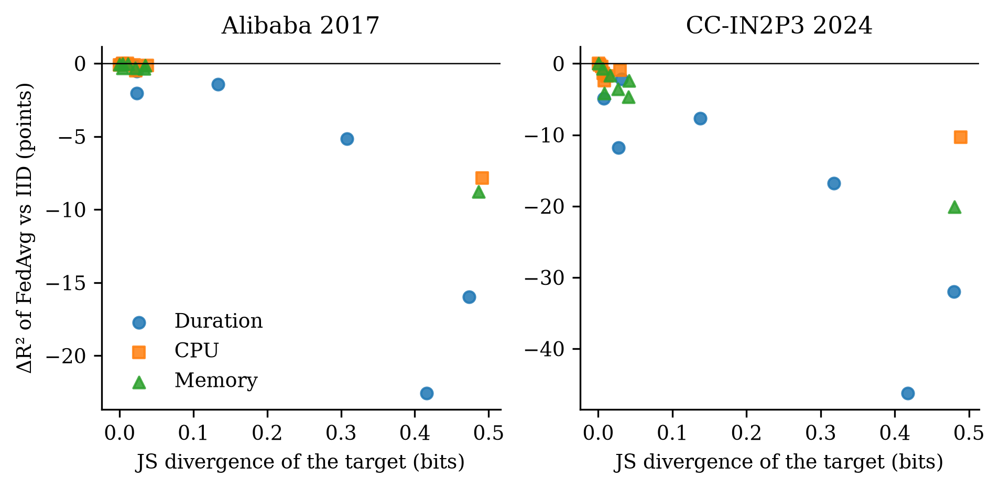 Alibaba 2017
CC-IN2P3 2024
ΔR² of FedAvg vs IID (points)
0
−5
−10
−15
−20
Duration
CPU
Memory
0.0 0.1 0.2 0.3 0.4 0.5
JS divergence of the target (bits)
0
−10
−20
−30
−40
0.0 0.1 0.2 0.3 0.4 0.5
JS divergence of the target (bits)